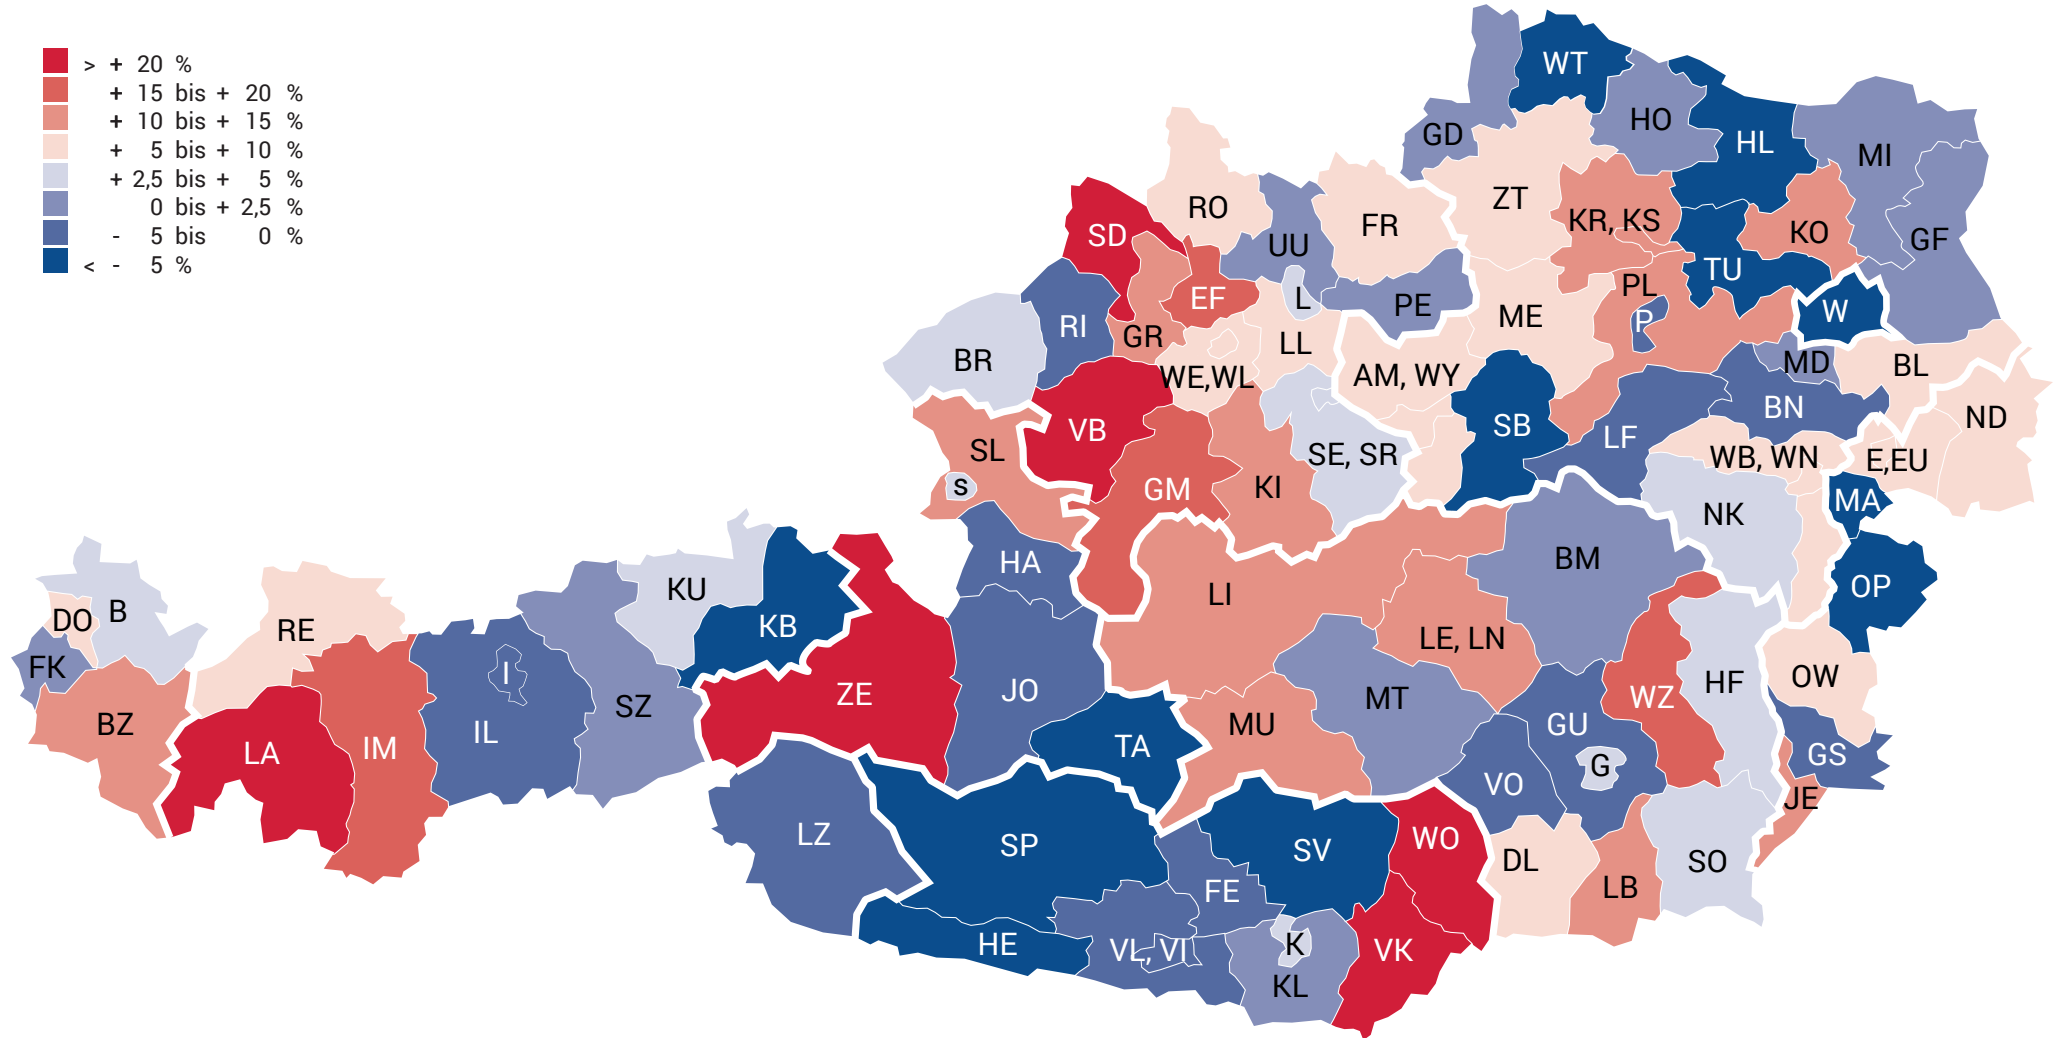 > + 20 %
+ 15 bis + 20 %
+ 10 bis + 15 %
+ 5 bis + 10 %
+ 2,5 bis + 5 %
0 bis + 2,5 %
- 5 bis 0 %
< - 5 %
WT
HO
GD
HL
MI
ZT
RO
KR, KS
FR
SD
UU
KO
GF
TU
PL
EF
L
PE
ME
P
W
RI
GR
LL
BR
WE,WL
AM, WY
MD
BL
BN
ND
VB
SB
LF
SL
SE, SR
WB, WN
E,EU
S
GM
KI
MA
NK
HA
BM
OP
KU
LI
DO
B
RE
KB
LE, LN
FK
I
ZE
JO
MT
WZ
HF
OW
SZ
BZ
LA
IM
IL
TA
MU
GU
GS
G
VO
JE
LZ
SP
SV
WO
DL
SO
FE
LB
HE
VL, VI
K
VK
KL